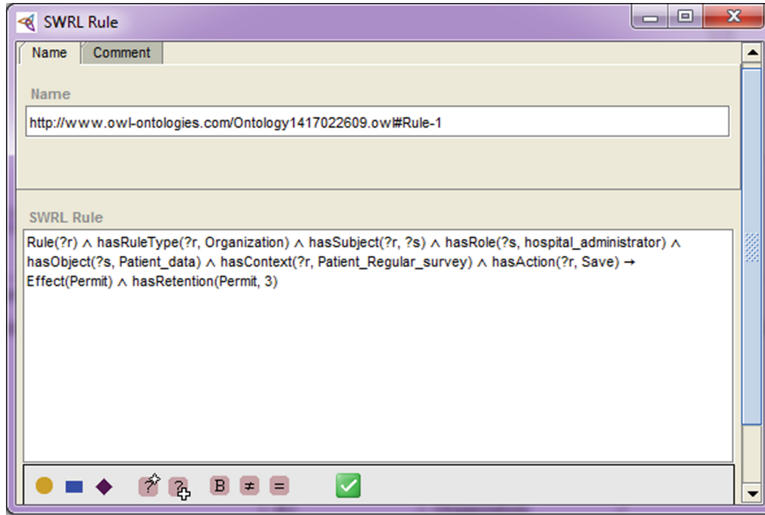 SWRL Rule
Name Comment
Name
http://www.owl-ontologies.com/Ontology1417022609.owl#Rule-1
SWRL Rule
Rule(?r) ∧ hasRuleType(?r, Organization) ∧ hasSubject(?r, ?s) ∧ hasRole(?s, hospital_administrator) ∧
hasObject(?s, Patient_data) ∧ hasContext(?r, Patient_Regular_survey) ∧ hasAction(?r, Save) →
Effect(Permit) ∧ hasRetention(Permit, 3)
? ? B ≠ =